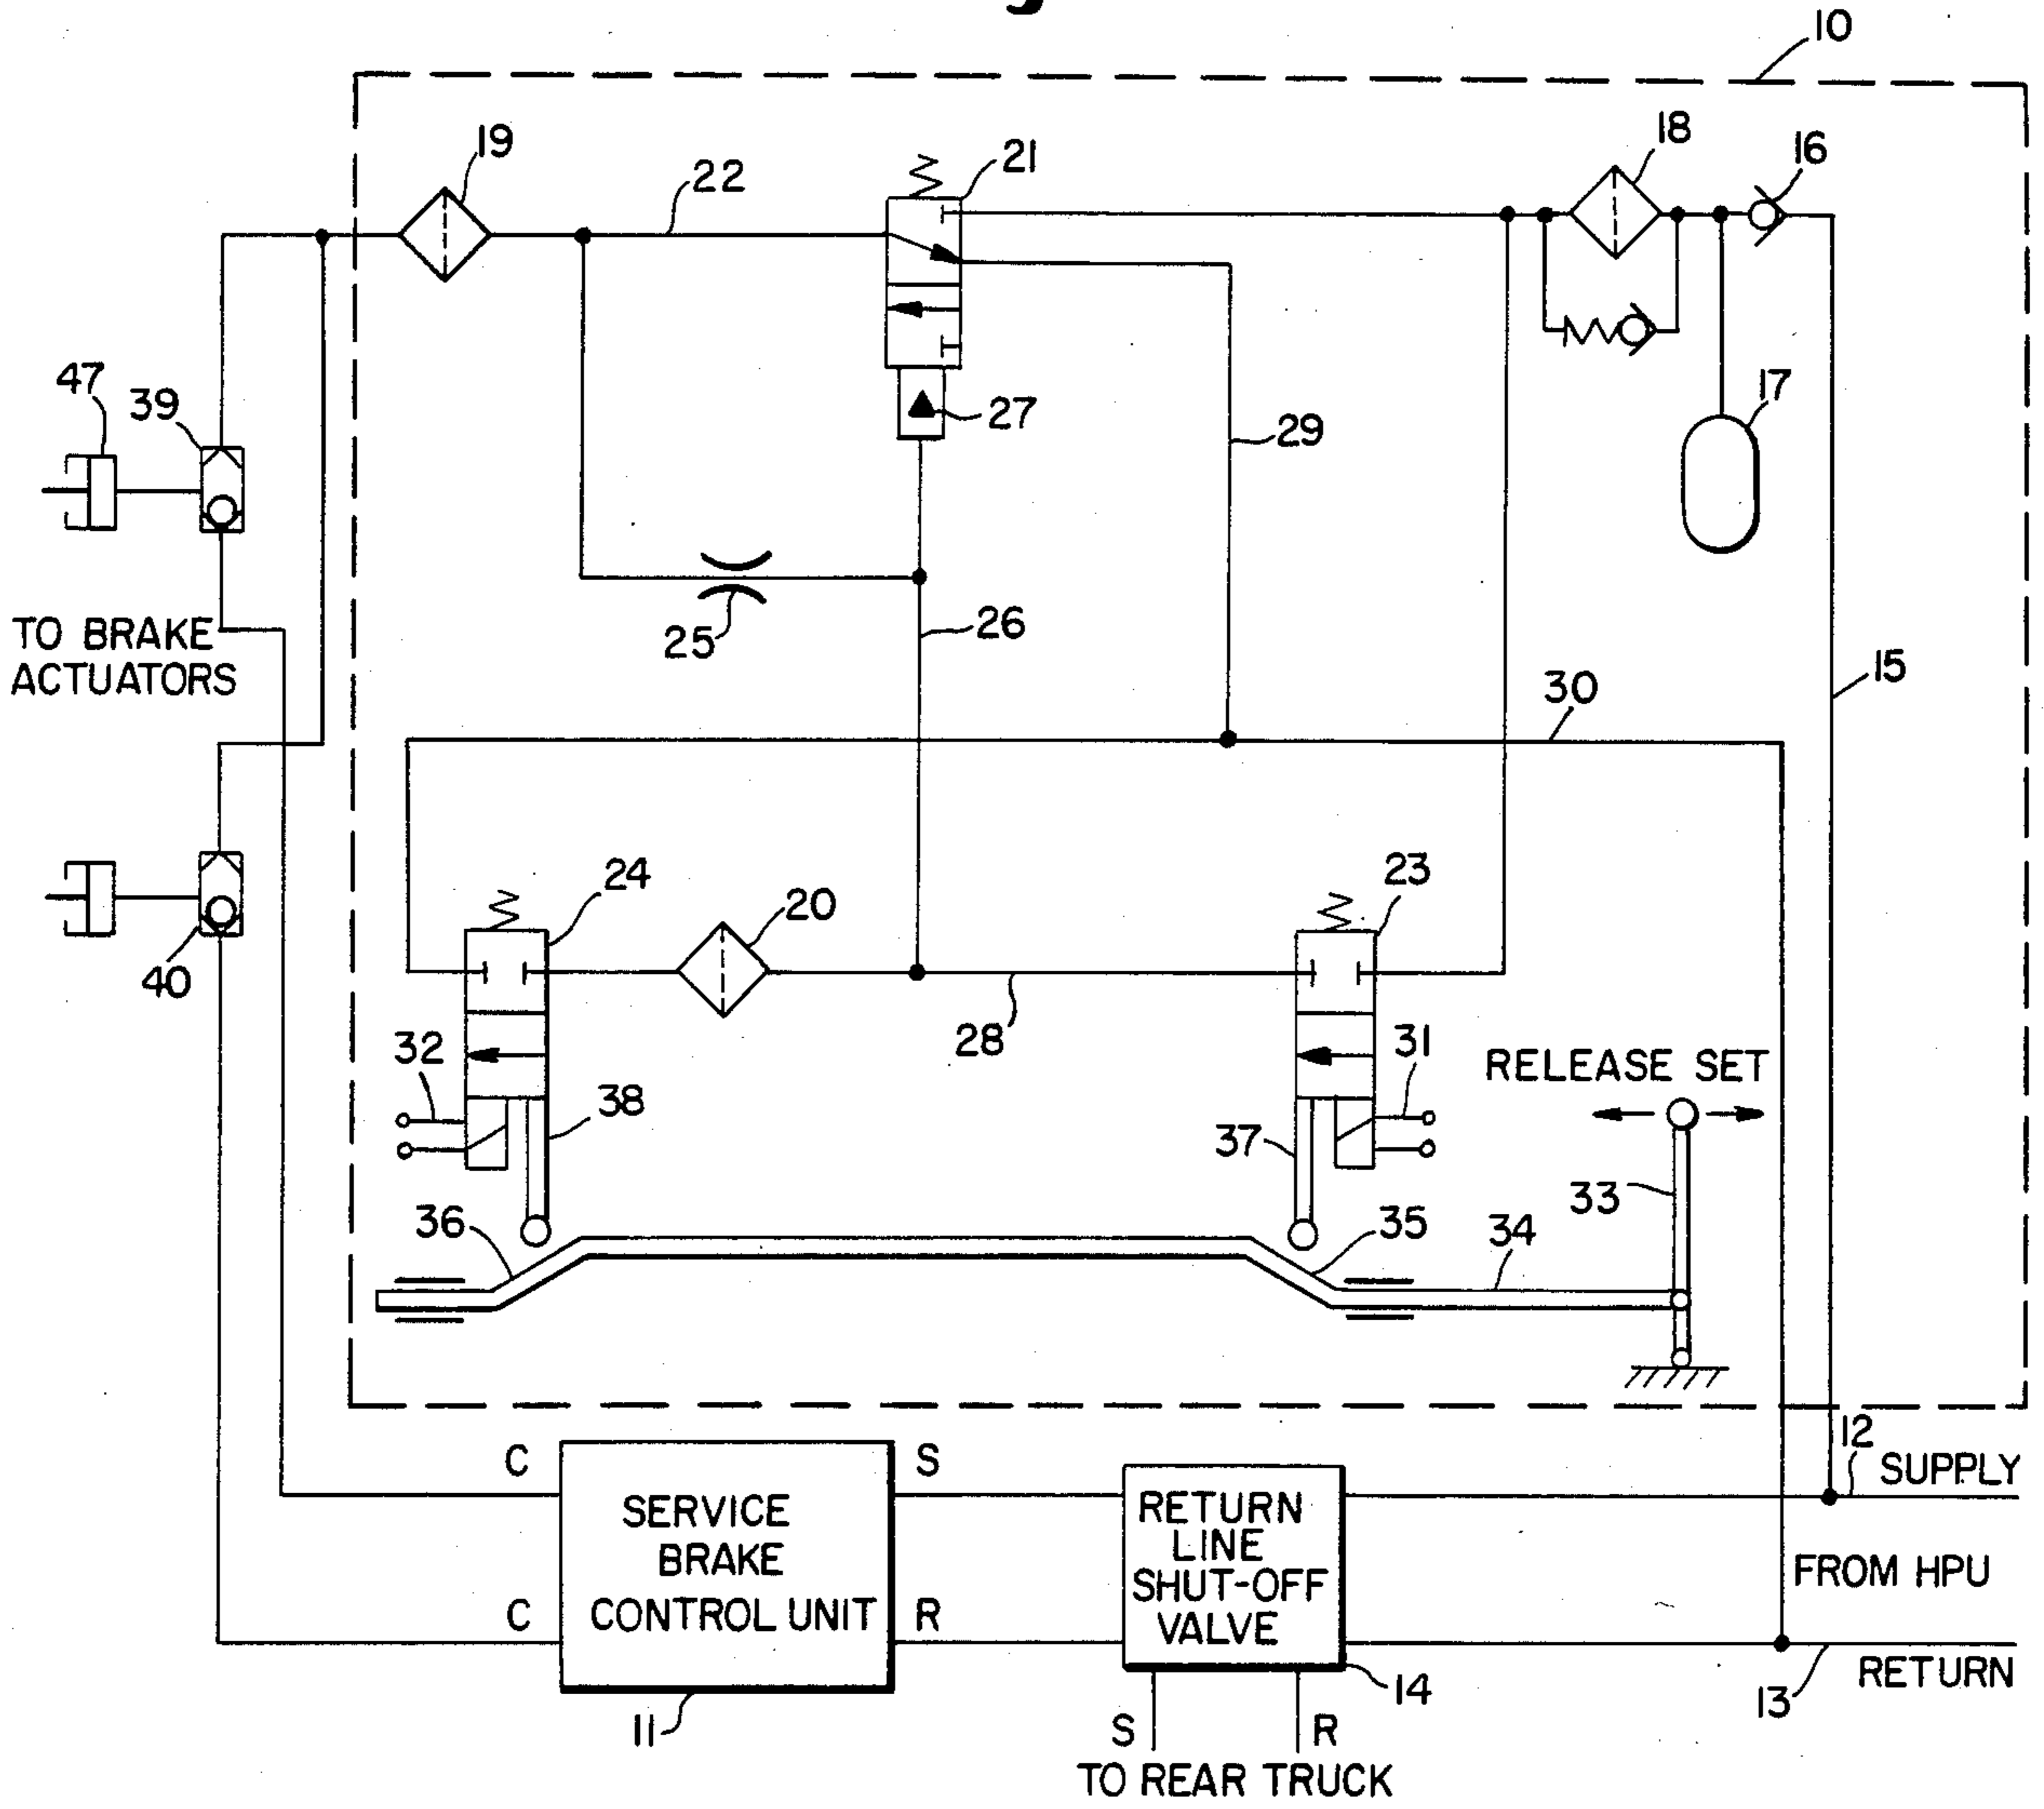 10
18
16
19
21
22
17
47
39
27
29
25
26
TO BRAKE
ACTUATORS
15
30
24
20
23
40
32
28
31
RELEASE SET
38
37
33
36
35
34
12
SUPPLY
C
S
SERVICE
BRAKE
CONTROL UNIT
RETURN
LINE
SHUT-OFF
VALVE
FROM HPU
C
R
RETURN
14
13
11
S
R
TO REAR TRUCK